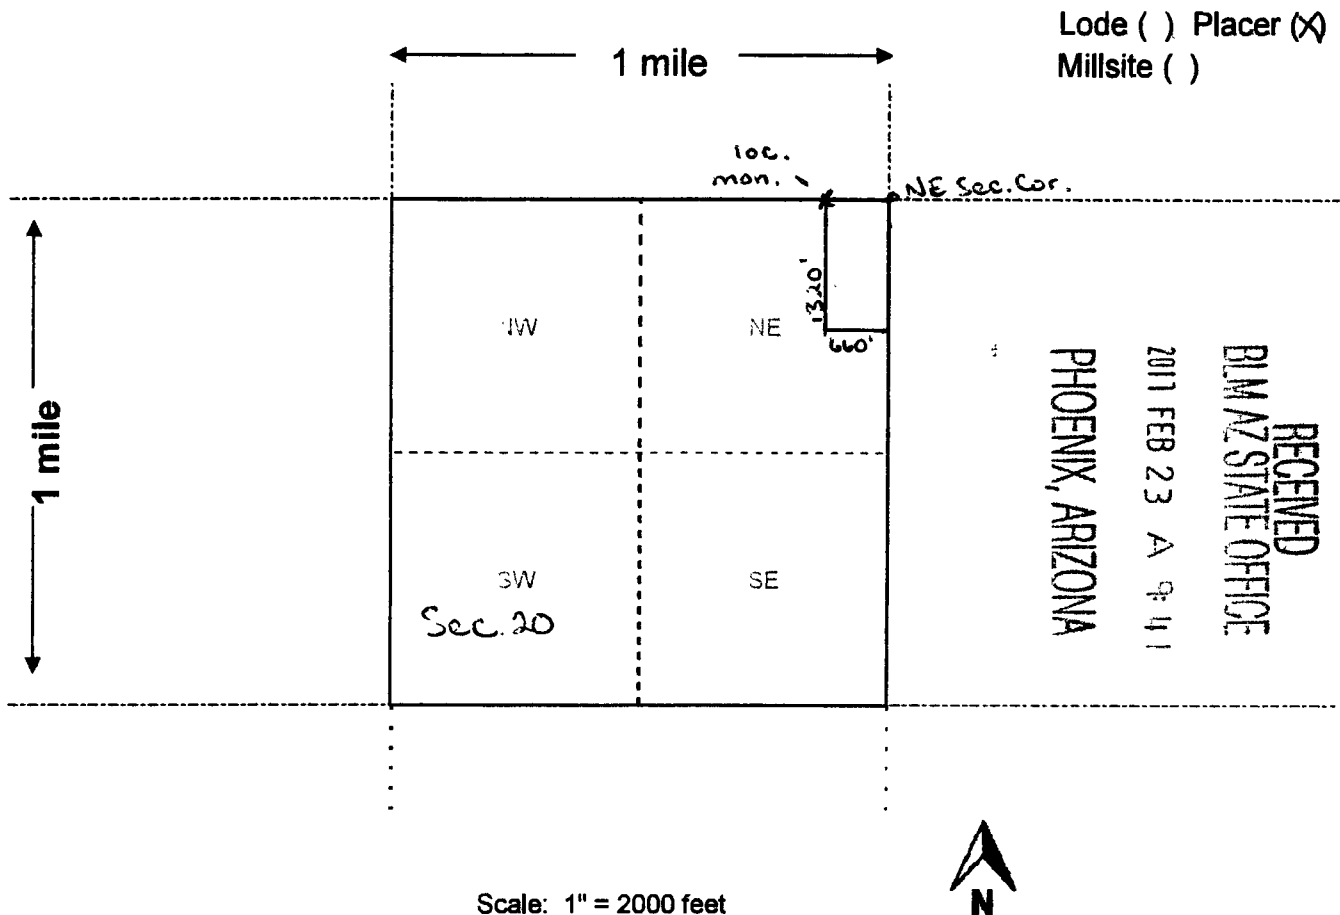 Lode ( ) Placer (X)
Millsite ( )
1 mile
loc.
mon.
NE Sec. Cor.
1320'
660'
NW
NE
1 mile
SW
SE
Sec. 20
RECEIVED
BLM AZ STATE OFFICE
2017 FEB 23 A 9:41
PHOENIX, ARIZONA
Scale: 1" = 2000 feet
N